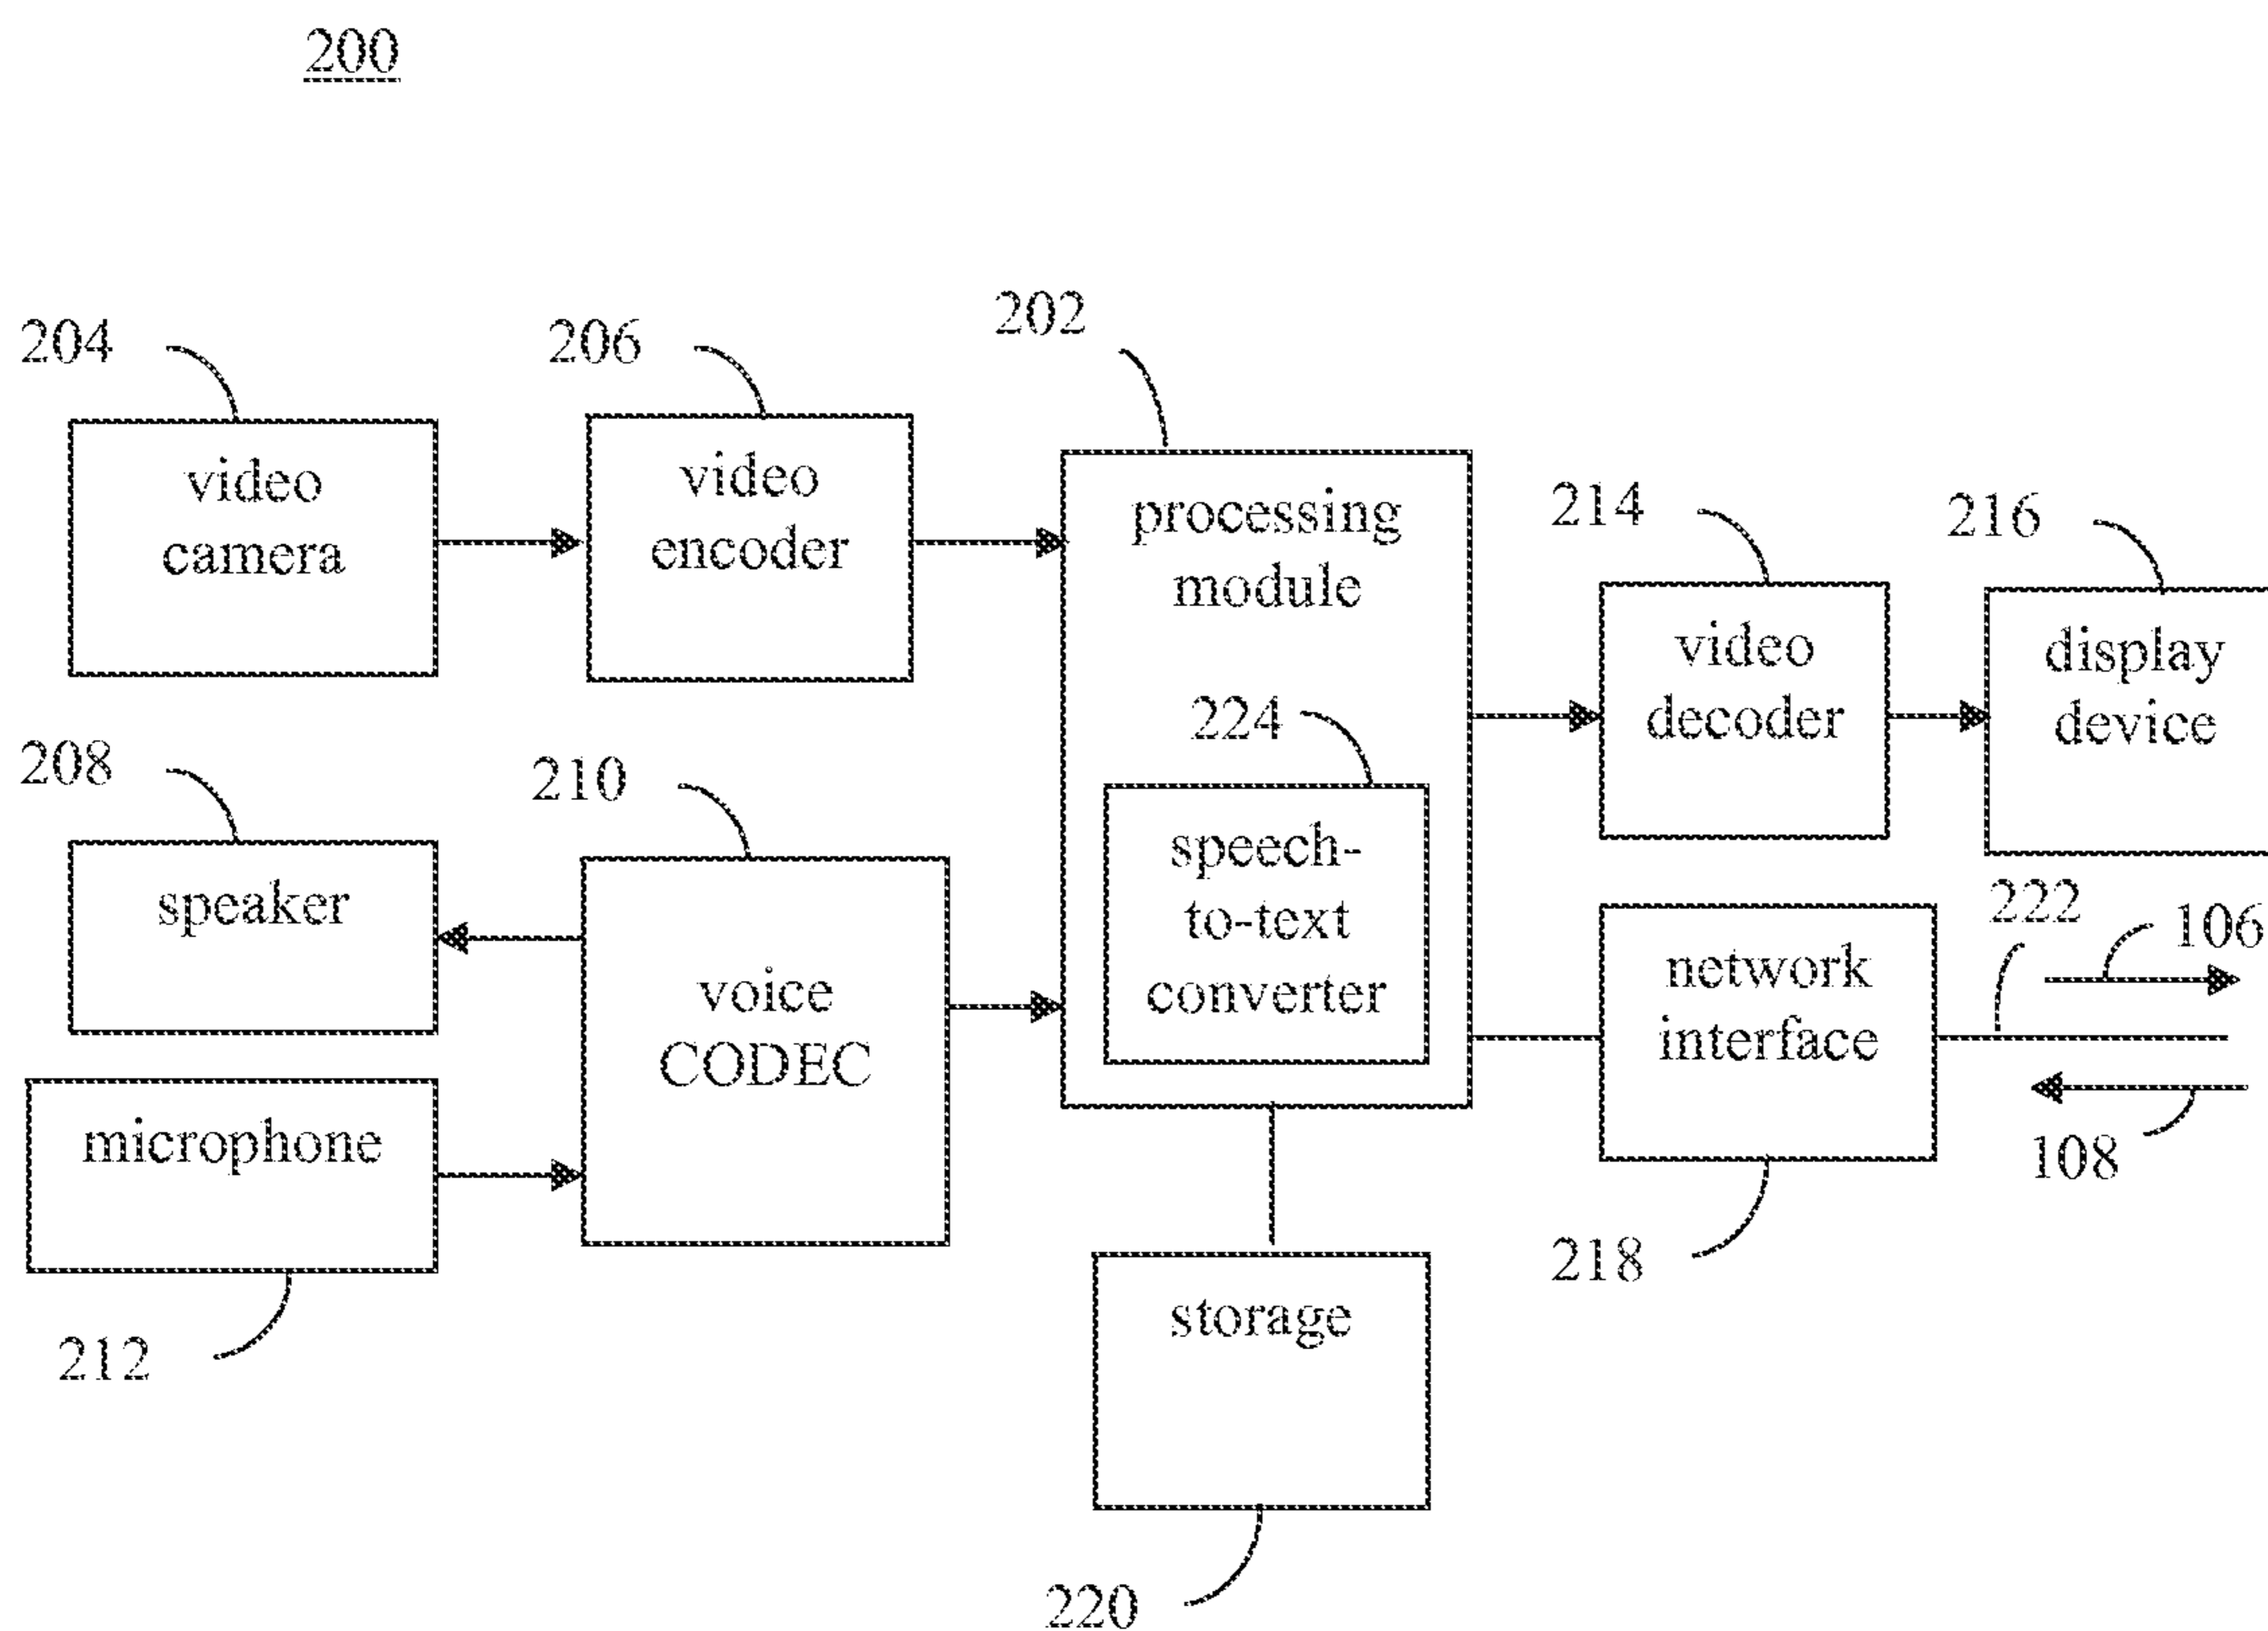 200
204
video
camera
206
video
encoder
202
processing
module
224
speech-
to-text
converter
214
video
decoder
216
display
device
208
speaker
210
voice
CODEC
microphone
212
222
106
network
interface
108
218
storage
220